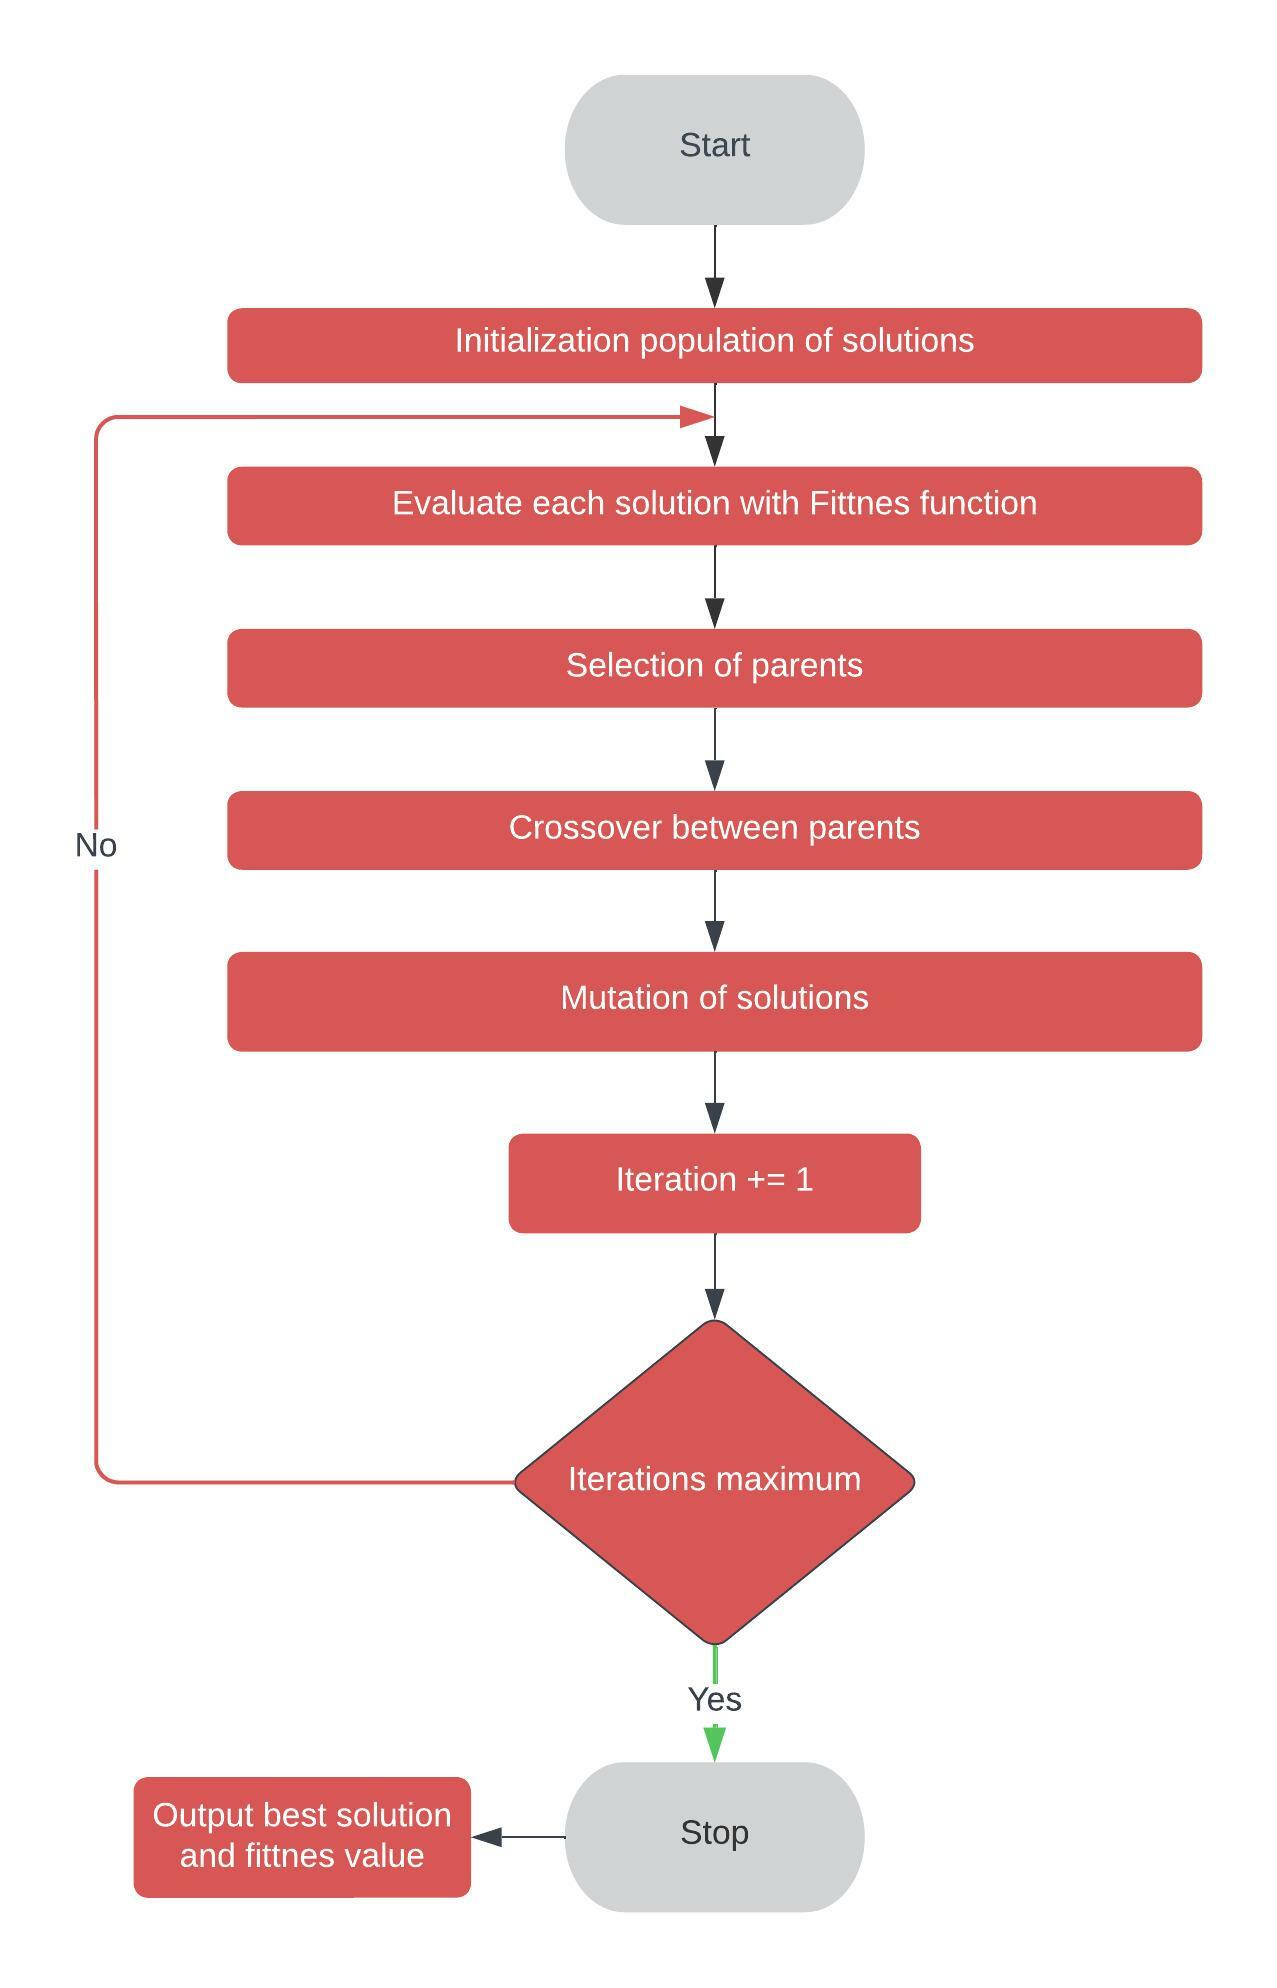 Start
Initialization population of solutions
Evaluate each solution with Fittnes function
Selection of parents
Crossover between parents
No
Mutation of solutions
Iteration += 1
Iterations maximum
Yes
Stop
Output best solution
and fittnes value